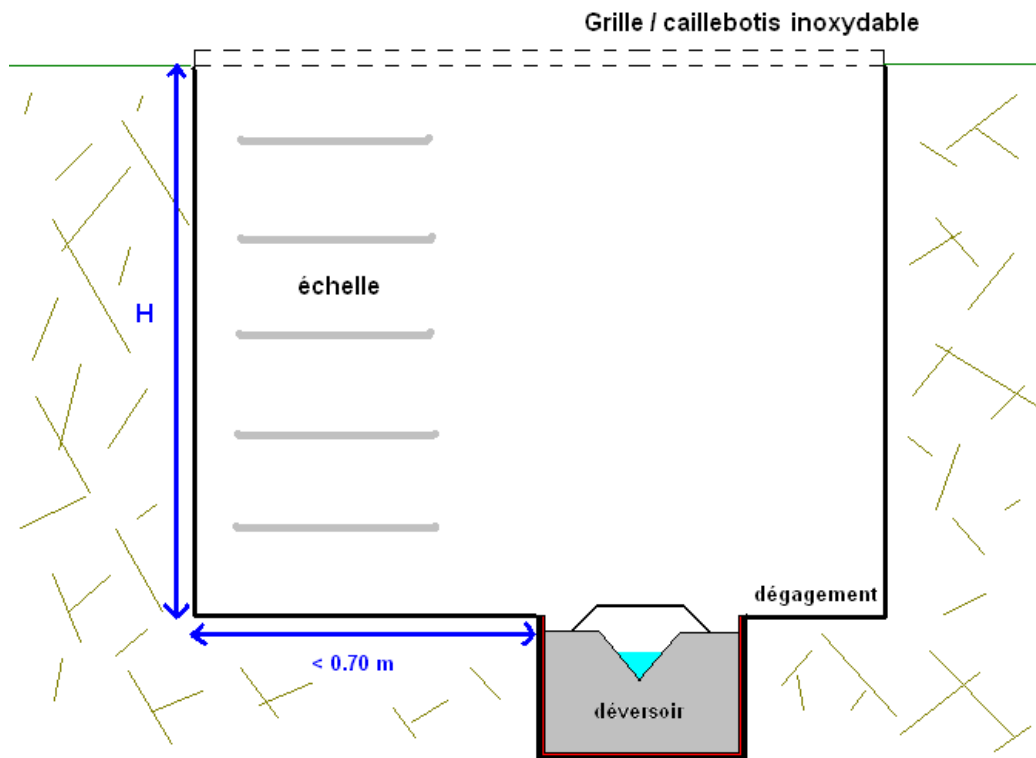 Grille / caillebotis inoxydable
échelle
H
dégagement
< 0.70 m
déversoir